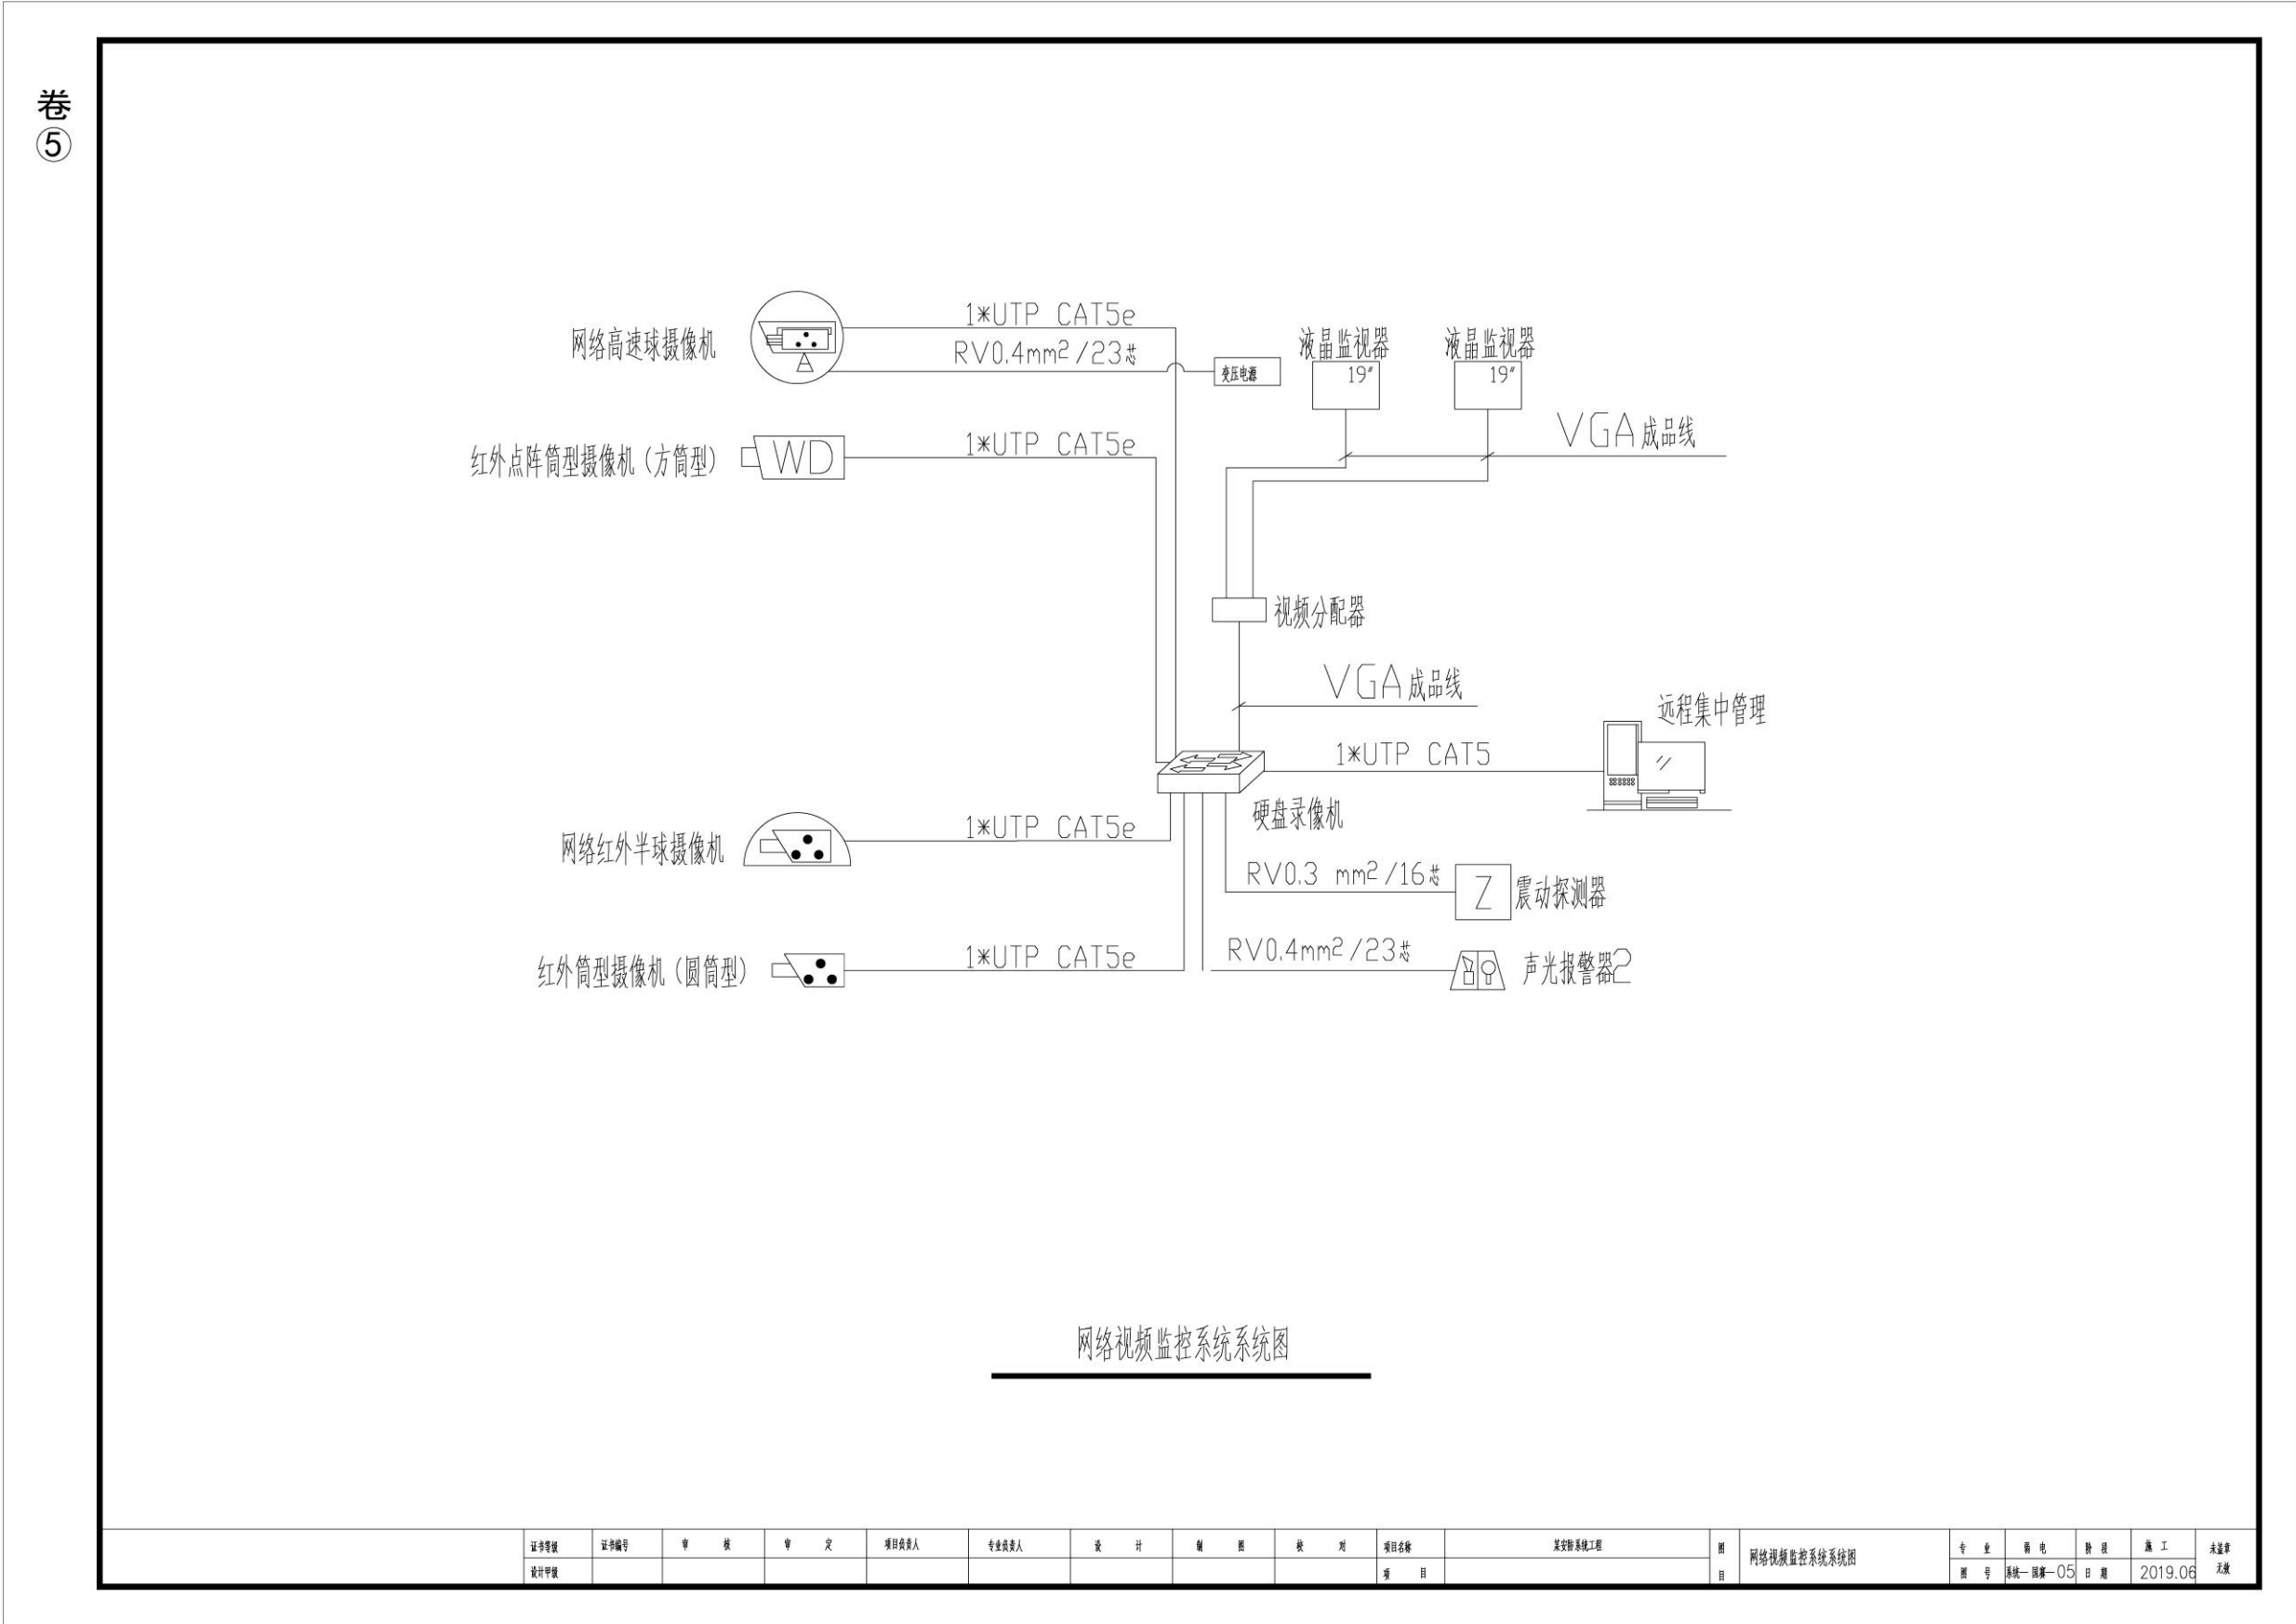 卷
⑤
网络高速球摄像机
1*UTP CAT5e
RV0.4mm2/23芯
变压电源
液晶监视器
19"
液晶监视器
19"
VGA成品线
红外点阵筒型摄像机（方筒型）
WD
1*UTP CAT5e
视频分配器
VGA成品线
远程集中管理
1*UTP CAT5
硬盘录像机
网络红外半球摄像机
1*UTP CAT5e
RV0.3 mm2/16芯
Z
震动探测器
红外筒型摄像机（圆筒型）
1*UTP CAT5e
RV0.4mm2/23芯
声光报警器2
网络视频监控系统系统图
证书等级 证书编号 审 核 审 定 项目负责人 专业负责人 设 计 制 图 校 对 项目名称 某安防系统工程 图 目 网络视频监控系统系统图 专 业 弱 电 阶 段 施 工 未盖章
设计甲级 项 目 图 号 系统—国赛—05 日 期 2019.06 无效